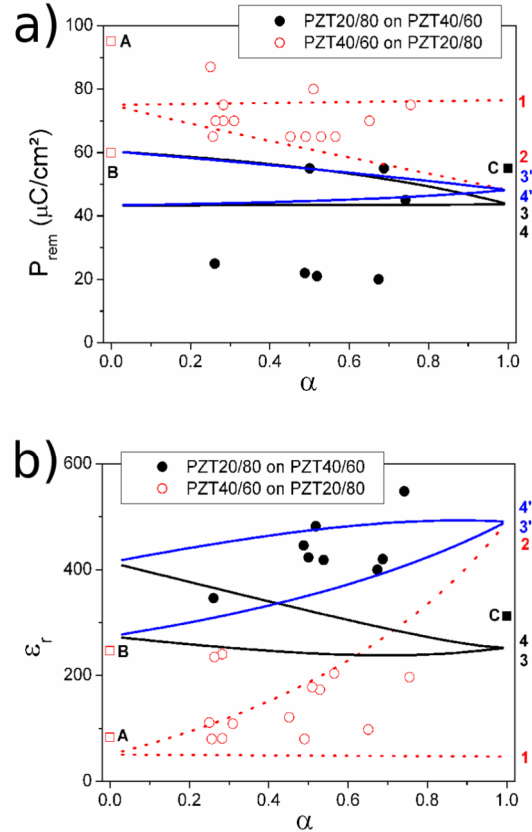 a)
PZT20/80 on PZT40/60
PZT40/60 on PZT20/80
100
80
60
40
20
0
P_rem (μC/cm²)
A
B
C
1
2
3'
4'
3
4
0.0 0.2 0.4 0.6 0.8 1.0
α
b)
PZT20/80 on PZT40/60
PZT40/60 on PZT20/80
600
400
200
0
ε_r
B
A
C
4'
3'
2
4
3
1
0.0 0.2 0.4 0.6 0.8 1.0
α